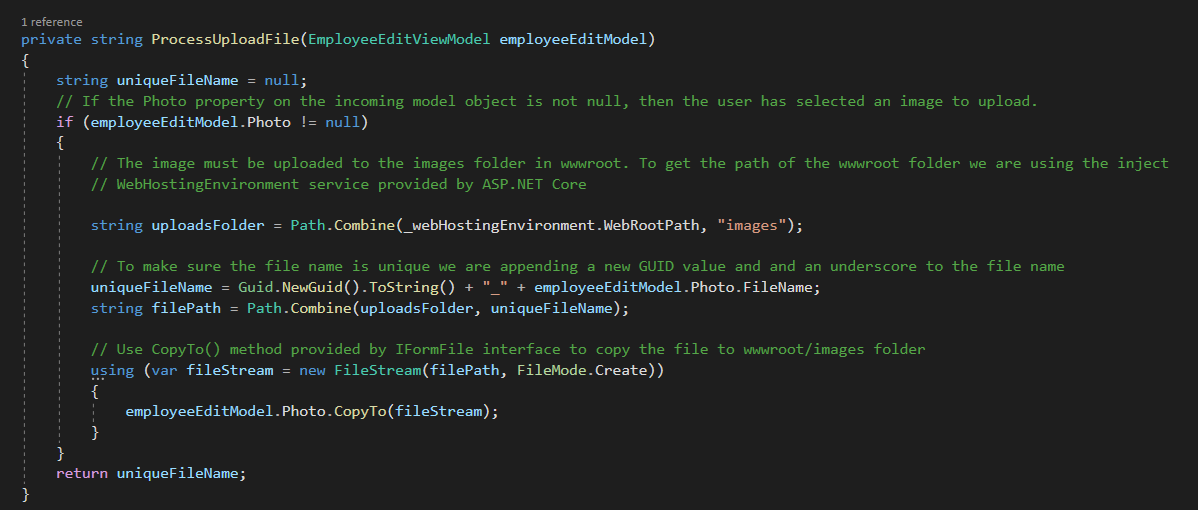 1 reference
private string ProcessUploadFile(EmployeeEditViewModel employeeEditModel)
{
    string uniqueFileName = null;
    // If the Photo property on the incoming model object is not null, then the user has selected an image to upload.
    if (employeeEditModel.Photo != null)
    {
        // The image must be uploaded to the images folder in wwwroot. To get the path of the wwwroot folder we are using the inject
        // WebHostingEnvironment service provided by ASP.NET Core

        string uploadsFolder = Path.Combine(_webHostingEnvironment.WebRootPath, "images");

        // To make sure the file name is unique we are appending a new GUID value and and an underscore to the file name
        uniqueFileName = Guid.NewGuid().ToString() + "_" + employeeEditModel.Photo.FileName;
        string filePath = Path.Combine(uploadsFolder, uniqueFileName);

        // Use CopyTo() method provided by IFormFile interface to copy the file to wwwroot/images folder
        using (var fileStream = new FileStream(filePath, FileMode.Create))
        {
            employeeEditModel.Photo.CopyTo(fileStream);
        }
    }
    return uniqueFileName;
}